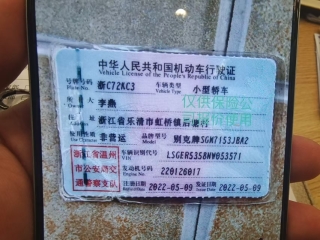 中华人民共和国机动车行驶证
Vehicle License of the People's Republic of China
号牌号码 浙C72KC3 车辆类型 小型轿车
Plate No. Vehicle Type
所有人 李燕
Owner
仅供保险公
住址 浙江省乐清市虹桥镇
Address
使用性质 非营运 品牌型号 别克牌SGM7153JBA2
Use Character Model
浙江省温州
市公安局交
通警察支队
车辆识别代号 LSGER53S8NV053571
VIN
发动机号码 220126017
Engine No.
注册日期 2022-05-09 发证日期 2022-05-09
Register Date Issue Date